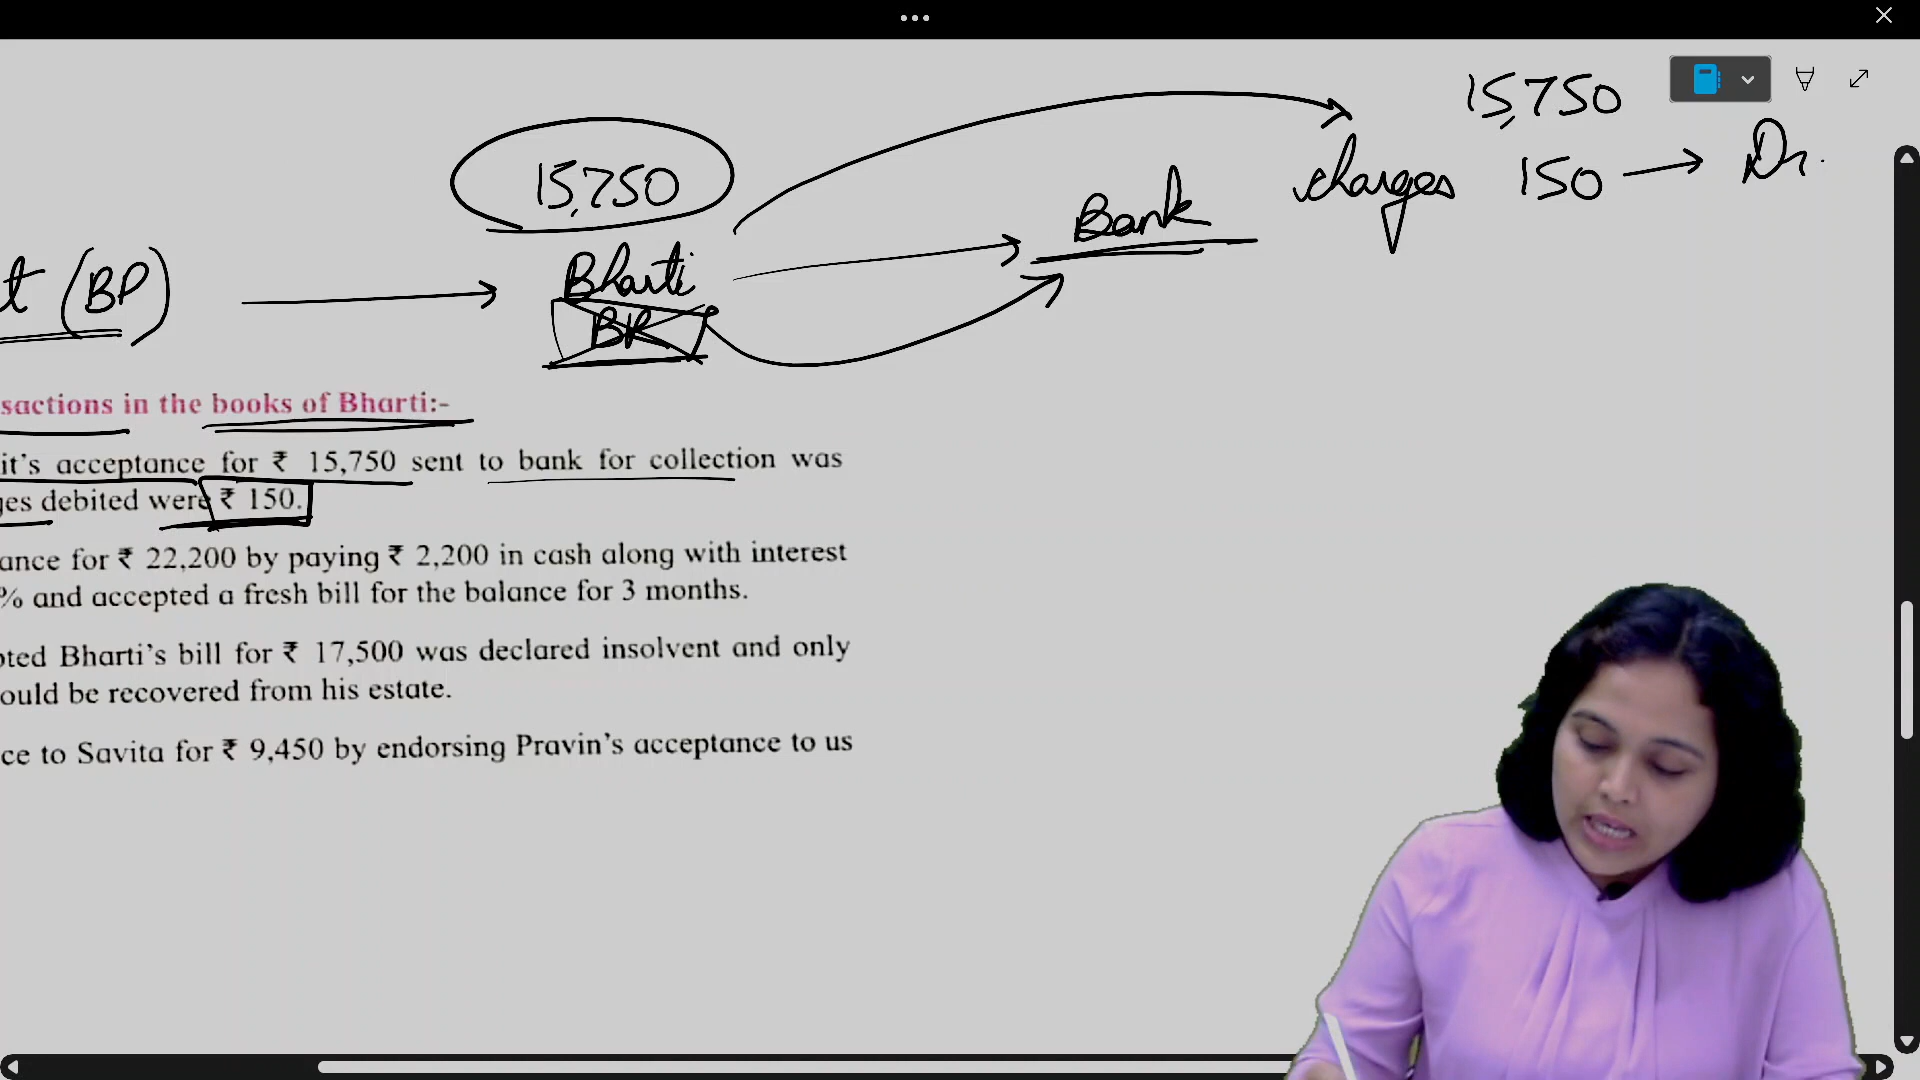 15,750
15,750
charges 150 → Dr.
Bank
Bharti
t (BP)
BR
sactions in the books of Bharti:-
it's acceptance for ₹ 15,750 sent to bank for collection was
ges debited were ₹ 150.
ance for ₹ 22,200 by paying ₹ 2,200 in cash along with interest
% and accepted a fresh bill for the balance for 3 months.
oted Bharti's bill for ₹ 17,500 was declared insolvent and only
ould be recovered from his estate.
ce to Savita for ₹ 9,450 by endorsing Pravin's acceptance to us